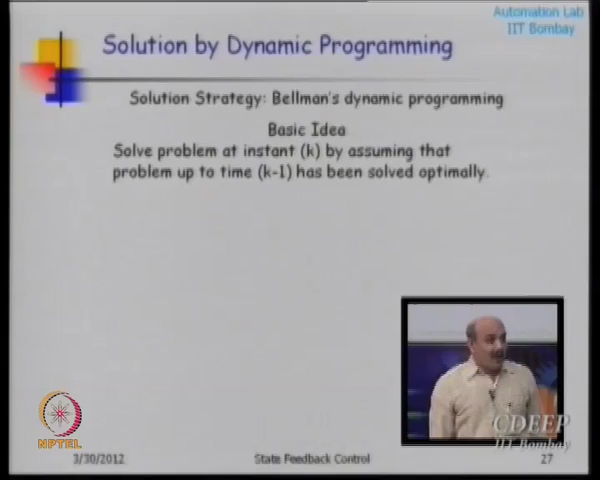 Automation Lab
IIT Bombay
Solution by Dynamic Programming
Solution Strategy: Bellman's dynamic programming
Basic Idea
Solve problem at instant (k) by assuming that
problem up to time (k-1) has been solved optimally.
CDEEP
IIT Bombay
NPTEL
3/30/2012
State Feedback Control
27